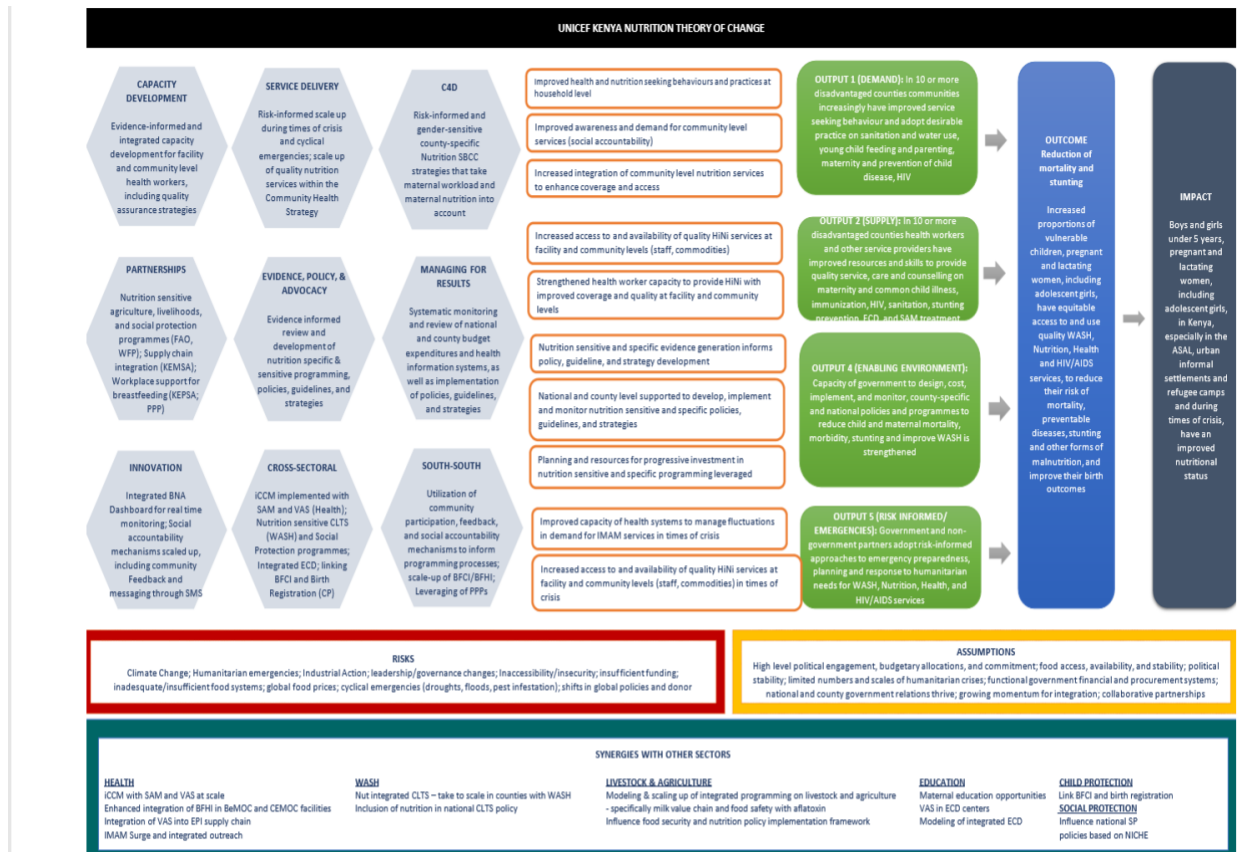 UNICEF KENYA NUTRITION THEORY OF CHANGE
CAPACITY
DEVELOPMENT
Evidence-informed and
integrated capacity
development for facility
and community level
health workers,
including quality
assurance strategies
SERVICE DELIVERY
Risk-informed scale up
during times of crisis
and cyclical
emergencies; scale up
of quality nutrition
services within the
Community Health
Strategy
C4D
Risk-informed and
gender-sensitive
county-specific
Nutrition SBCC
strategies that take
maternal workload and
maternal nutrition into
account
PARTNERSHIPS
Nutrition sensitive
agriculture, livelihoods,
and social protection
programmes (FAO,
WFP); Supply chain
integration (KEMSA);
Workplace support for
breastfeeding (KEPSA;
PPP)
EVIDENCE, POLICY, &
ADVOCACY
Evidence informed
review and
development of
nutrition specific &
sensitive programming,
policies, guidelines, and
strategies
MANAGING FOR
RESULTS
Systematic monitoring
and review of national
and county budget
expenditures and health
information systems, as
well as implementation
of policies, guidelines,
and strategies
INNOVATION
Integrated BNA
Dashboard for real time
monitoring; Social
accountability
mechanisms scaled up,
including community
Feedback and
messaging through SMS
CROSS-SECTORAL
iCCM implemented with
SAM and VAS (Health);
Nutrition sensitive CLTS
(WASH) and Social
Protection programmes;
Integrated ECD; linking
BFCI and Birth
Registration (CP)
SOUTH-SOUTH
Utilization of
community
participation, feedback,
and social accountability
mechanisms to inform
programming processes;
scale-up of BFCI/BFHI;
Leveraging of PPPs
Improved health and nutrition seeking behaviours and practices at
household level
Improved awareness and demand for community level
services (social accountability)
Increased integration of community level nutrition services
to enhance coverage and access
Increased access to and availability of quality HiNi services at
facility and community levels (staff, commodities)
Strengthened health worker capacity to provide HiNi with
improved coverage and quality at facility and community
levels
Nutrition sensitive and specific evidence generation informs
policy, guideline, and strategy development
National and county level supported to develop, implement
and monitor nutrition sensitive and specific policies,
guidelines, and strategies
Planning and resources for progressive investment in
nutrition sensitive and specific programming leveraged
Improved capacity of health systems to manage fluctuations
in demand for IMAM services in times of crisis
Increased access to and availability of quality HiNi services at
facility and community levels (staff, commodities) in times of
crisis
OUTPUT 1 (DEMAND): In 10 or more
disadvantaged counties communities
increasingly have improved service
seeking behaviour and adopt desirable
practice on sanitation and water use,
young child feeding and parenting,
maternity and prevention of child
disease, HIV
OUTPUT 2 (SUPPLY): In 10 or more
disadvantaged counties health workers
and other service providers have
improved resources and skills to provide
quality service, care and counselling on
maternity and common child illness,
immunization, HIV, sanitation, stunting
prevention, ECD, and SAM treatment
OUTPUT 4 (ENABLING ENVIRONMENT):
Capacity of government to design, cost,
implement, and monitor, county-specific
and national policies and programmes to
reduce child and maternal mortality,
morbidity, stunting and improve WASH is
strengthened
OUTPUT 5 (RISK INFORMED/
EMERGENCIES): Government and non-
government partners adopt risk-informed
approaches to emergency preparedness,
planning and response to humanitarian
needs for WASH, Nutrition, Health, and
HIV/AIDS services
OUTCOME
Reduction of
mortality and
stunting
Increased
proportions of
vulnerable
children, pregnant
and lactating
women, including
adolescent girls,
have equitable
access to and use
quality WASH,
Nutrition, Health
and HIV/AIDS
services, to reduce
their risk of
mortality,
preventable
diseases, stunting
and other forms of
malnutrition, and
improve their birth
outcomes
IMPACT
Boys and girls
under 5 years,
pregnant and
lactating
women,
including
adolescent girls,
in Kenya,
especially in the
ASAL, urban
informal
settlements and
refugee camps
and during
times of crisis,
have an
improved
nutritional
status
RISKS
Climate Change; Humanitarian emergencies; Industrial Action; leadership/governance changes; Inaccessibility/insecurity; insufficient funding;
inadequate/insufficient food systems; global food prices; cyclical emergencies (droughts, floods, pest infestation); shifts in global policies and donor
ASSUMPTIONS
High level political engagement, budgetary allocations, and commitment; food access, availability, and stability; political
stability; limited numbers and scales of humanitarian crises; functional government financial and procurement systems;
national and county government relations thrive; growing momentum for integration; collaborative partnerships
SYNERGIES WITH OTHER SECTORS
HEALTH
iCCM with SAM and VAS at scale
Enhanced integration of BFHI in BeMOC and CEMOC facilities
Integration of VAS into EPI supply chain
IMAM Surge and integrated outreach
WASH
Nut integrated CLTS – take to scale in counties with WASH
Inclusion of nutrition in national CLTS policy
LIVESTOCK & AGRICULTURE
Modeling & scaling up of integrated programming on livestock and agriculture
- specifically milk value chain and food safety with aflatoxin
Influence food security and nutrition policy implementation framework
EDUCATION
Maternal education opportunities
VAS in ECD centers
Modeling of integrated ECD
CHILD PROTECTION
Link BFCI and birth registration
SOCIAL PROTECTION
Influence national SP
policies based on NICHE